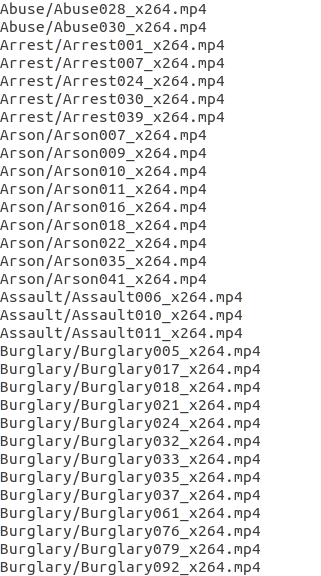 Abuse/Abuse028_x264.mp4
Abuse/Abuse030_x264.mp4
Arrest/Arrest001_x264.mp4
Arrest/Arrest007_x264.mp4
Arrest/Arrest024_x264.mp4
Arrest/Arrest030_x264.mp4
Arrest/Arrest039_x264.mp4
Arson/Arson007_x264.mp4
Arson/Arson009_x264.mp4
Arson/Arson010_x264.mp4
Arson/Arson011_x264.mp4
Arson/Arson016_x264.mp4
Arson/Arson018_x264.mp4
Arson/Arson022_x264.mp4
Arson/Arson035_x264.mp4
Arson/Arson041_x264.mp4
Assault/Assault006_x264.mp4
Assault/Assault010_x264.mp4
Assault/Assault011_x264.mp4
Burglary/Burglary005_x264.mp4
Burglary/Burglary017_x264.mp4
Burglary/Burglary018_x264.mp4
Burglary/Burglary021_x264.mp4
Burglary/Burglary024_x264.mp4
Burglary/Burglary032_x264.mp4
Burglary/Burglary033_x264.mp4
Burglary/Burglary035_x264.mp4
Burglary/Burglary037_x264.mp4
Burglary/Burglary061_x264.mp4
Burglary/Burglary076_x264.mp4
Burglary/Burglary079_x264.mp4
Burglary/Burglary092_x264.mp4